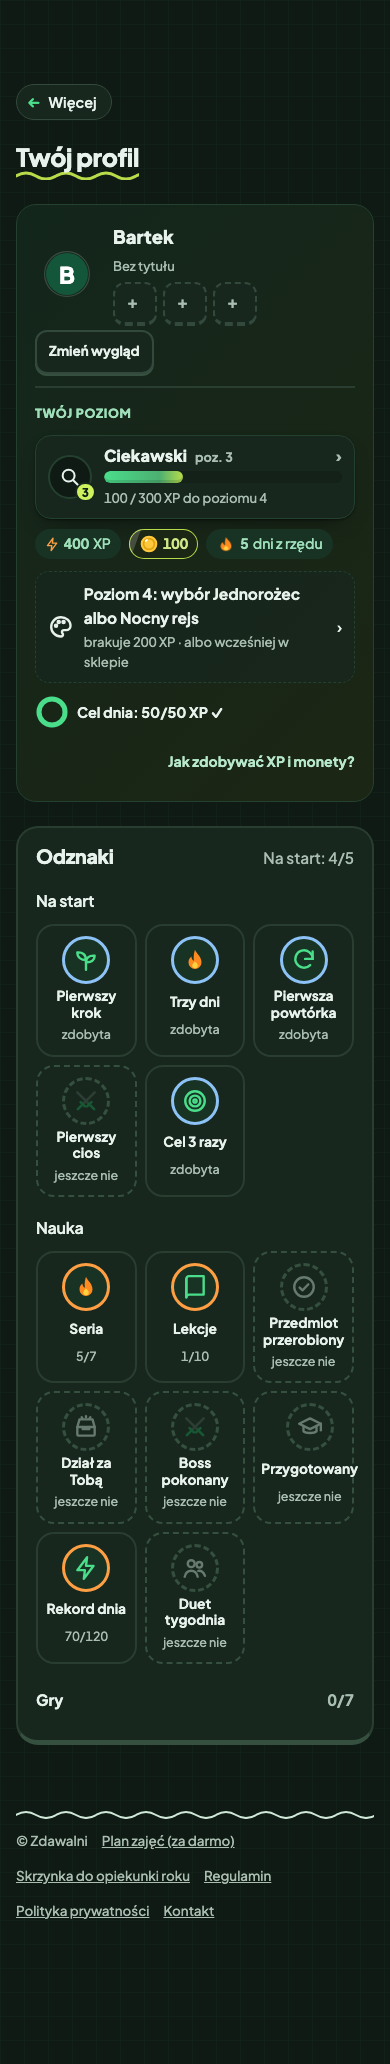 ← Więcej
Twój profil
B
Bartek
Bez tytułu
+ + +
Zmień wygląd
TWÓJ POZIOM
Ciekawski poz. 3 ›
3
100 / 300 XP do poziomu 4
400 XP 100 5 dni z rzędu
Poziom 4: wybór Jednorożec
albo Nocny rejs
›
brakuje 200 XP · albo wcześniej w
sklepie
Cel dnia: 50/50 XP ✓
Jak zdobywać XP i monety?
Odznaki Na start: 4/5
Na start
Pierwszy
krok
zdobyta
Trzy dni
zdobyta
Pierwsza
powtórka
zdobyta
Pierwszy
cios
jeszcze nie
Cel 3 razy
zdobyta
Nauka
Seria
5/7
Lekcje
1/10
Przedmiot
przerobiony
jeszcze nie
Dział za
Tobą
jeszcze nie
Boss
pokonany
jeszcze nie
Przygotowany
jeszcze nie
Rekord dnia
70/120
Duet
tygodnia
jeszcze nie
Gry 0/7
© Zdawalni Plan zajęć (za darmo)
Skrzynka do opiekunki roku Regulamin
Polityka prywatności Kontakt